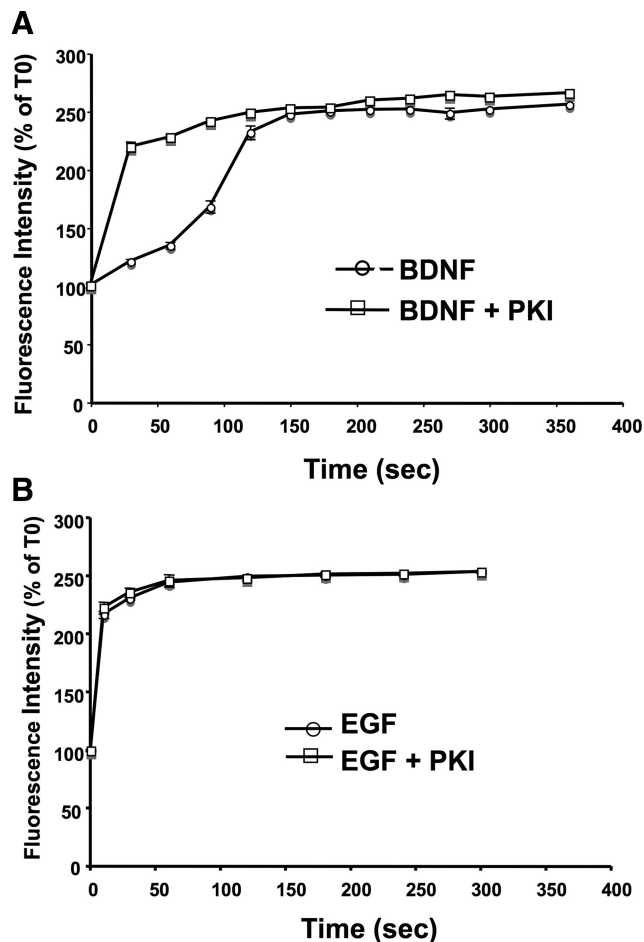 A
Fluorescence Intensity (% of T0)
300
250
200
150
100
50
0
BDNF
BDNF + PKI
0 50 100 150 200 250 300 350 400
Time (sec)
B
Fluorescence Intensity (% of T0)
300
250
200
150
100
50
0
EGF
EGF + PKI
0 50 100 150 200 250 300 350 400
Time (sec)